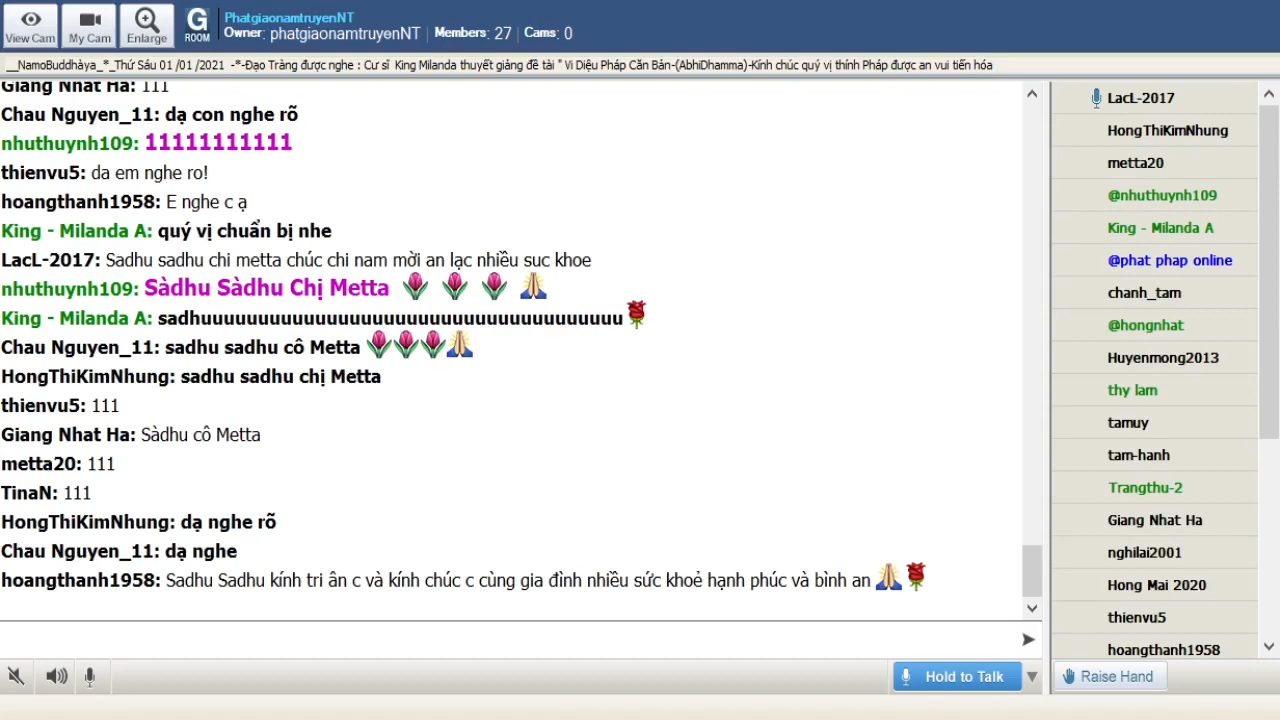 View Cam
My Cam
Enlarge
G
ROOM
PhatgiaonamtruyenNT
Owner: phatgiaonamtruyenNT | Members: 27 | Cams: 0
__NamoBuddhàya_*_Thứ Sáu 01 /01 /2021 -*-Đạo Tràng được nghe : Cư sĩ King Milanda thuyết giảng đề tài " Vi Diệu Pháp Căn Bản-(AbhiDhamma)-Kính chúc quý vị thính Pháp được an vui tiến hóa
Giang Nhat Ha: 111
Chau Nguyen_11: dạ con nghe rõ
nhuthuynh109: 11111111111
thienvu5: da em nghe ro!
hoangthanh1958: E nghe c ạ
King - Milanda A: quý vị chuẩn bị nhe
LacL-2017: Sadhu sadhu chi metta chúc chi nam mời an lạc nhiều suc khoe
nhuthuynh109: Sàdhu Sàdhu Chị Metta
King - Milanda A: sadhuuuuuuuuuuuuuuuuuuuuuuuuuuuuuuuuuuuuu
Chau Nguyen_11: sadhu sadhu cô Metta
HongThiKimNhung: sadhu sadhu chị Metta
thienvu5: 111
Giang Nhat Ha: Sàdhu cô Metta
metta20: 111
TinaN: 111
HongThiKimNhung: dạ nghe rõ
Chau Nguyen_11: dạ nghe
hoangthanh1958: Sadhu Sadhu kính tri ân c và kính chúc c cùng gia đình nhiều sức khoẻ hạnh phúc và bình an
LacL-2017
HongThiKimNhung
metta20
@nhuthuynh109
King - Milanda A
@phat phap online
chanh_tam
@hongnhat
Huyenmong2013
thy lam
tamuy
tam-hanh
Trangthu-2
Giang Nhat Ha
nghilai2001
Hong Mai 2020
thienvu5
hoangthanh1958
Hold to Talk
Raise Hand